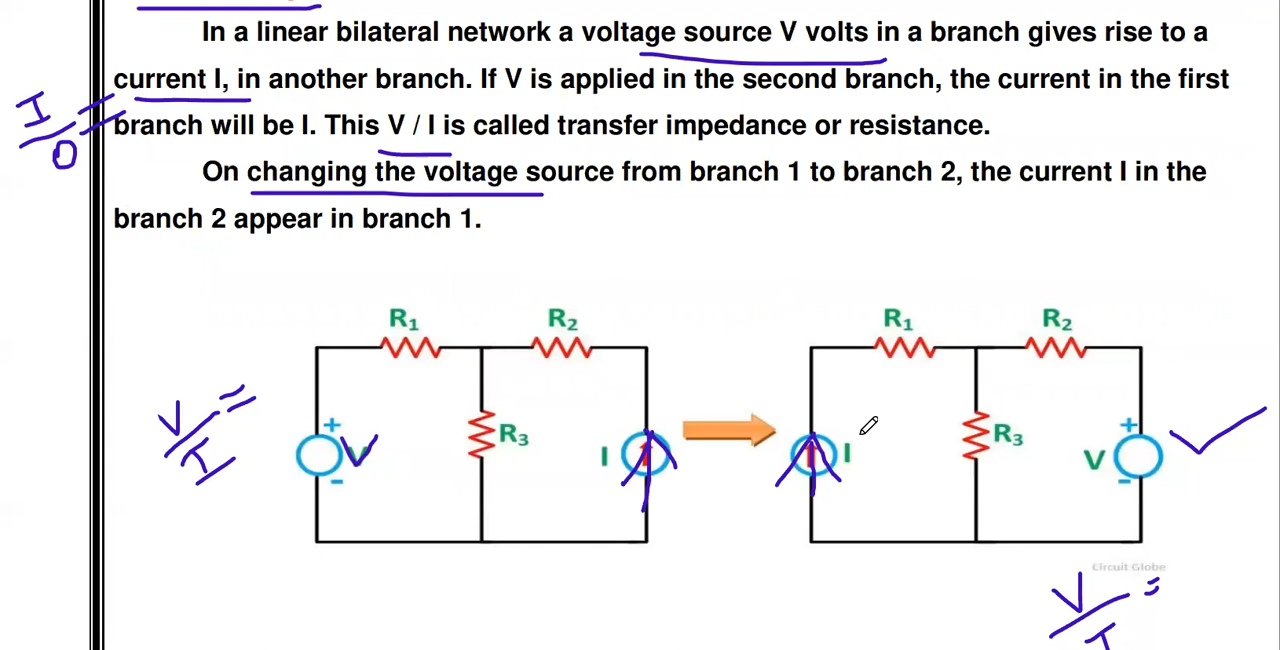 In a linear bilateral network a voltage source V volts in a branch gives rise to a
current I, in another branch. If V is applied in the second branch, the current in the first
branch will be I. This V / I is called transfer impedance or resistance.
On changing the voltage source from branch 1 to branch 2, the current I in the
branch 2 appear in branch 1.
I/O =
R1 R2 R1 R2
V/I =
+ V - R3 I I R3 V + -
Circuit Globe
V/I =